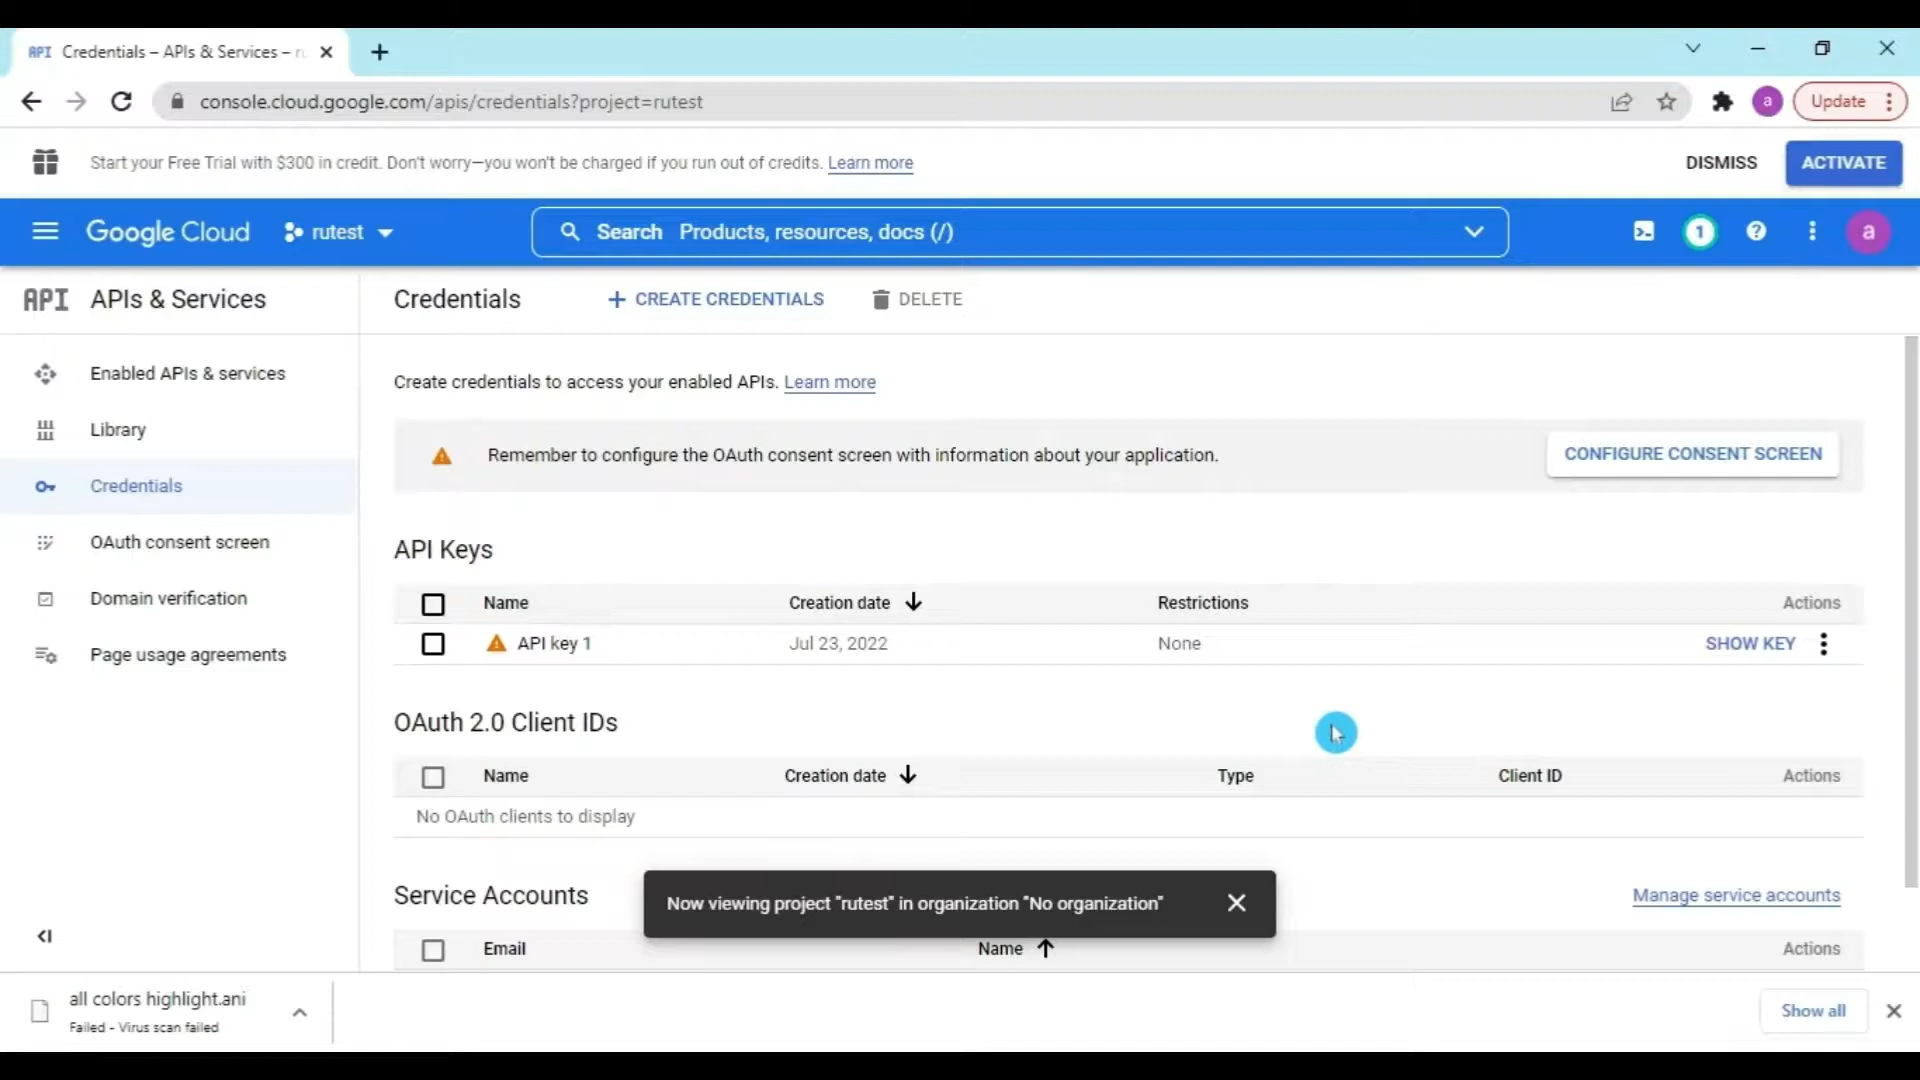 API Credentials – APIs & Services – ru
console.cloud.google.com/apis/credentials?project=rutest
a
Update
Start your Free Trial with $300 in credit. Don't worry—you won't be charged if you run out of credits. Learn more
DISMISS
ACTIVATE
Google Cloud
rutest
Search Products, resources, docs (/)
1
a
API APIs & Services
Credentials
CREATE CREDENTIALS
DELETE
Enabled APIs & services
Library
Credentials
OAuth consent screen
Domain verification
Page usage agreements
Create credentials to access your enabled APIs. Learn more
Remember to configure the OAuth consent screen with information about your application.
CONFIGURE CONSENT SCREEN
API Keys
Name Creation date Restrictions Actions
API key 1 Jul 23, 2022 None SHOW KEY
OAuth 2.0 Client IDs
Name Creation date Type Client ID Actions
No OAuth clients to display
Service Accounts
Manage service accounts
Now viewing project "rutest" in organization "No organization"
Email Name Actions
all colors highlight.ani
Failed - Virus scan failed
Show all